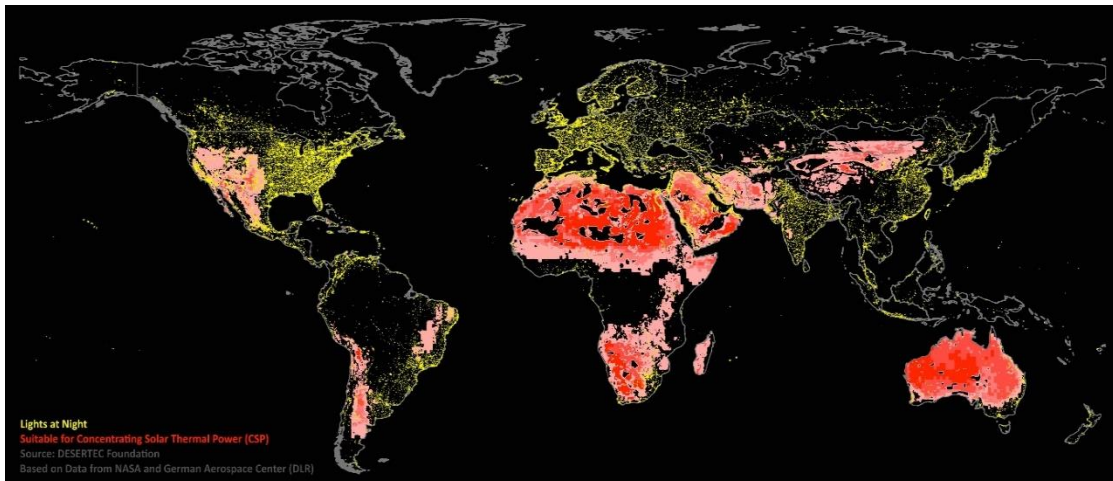 Lights at Night
Suitable for Concentrating Solar Thermal Power (CSP)
Source: DESERTEC Foundation
Based on Data from NASA and German Aerospace Center (DLR)